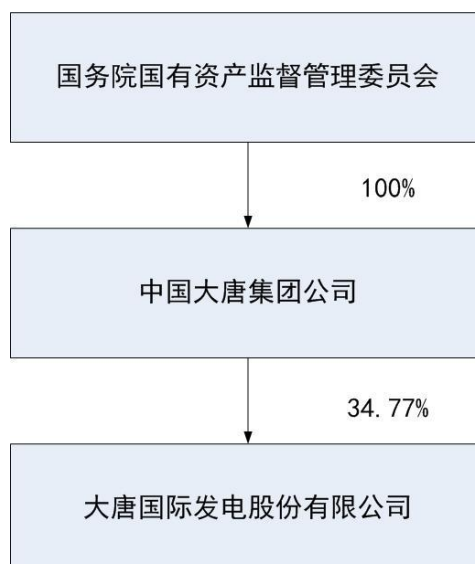 国务院国有资产监督管理委员会
100%
中国大唐集团公司
34.77%
大唐国际发电股份有限公司